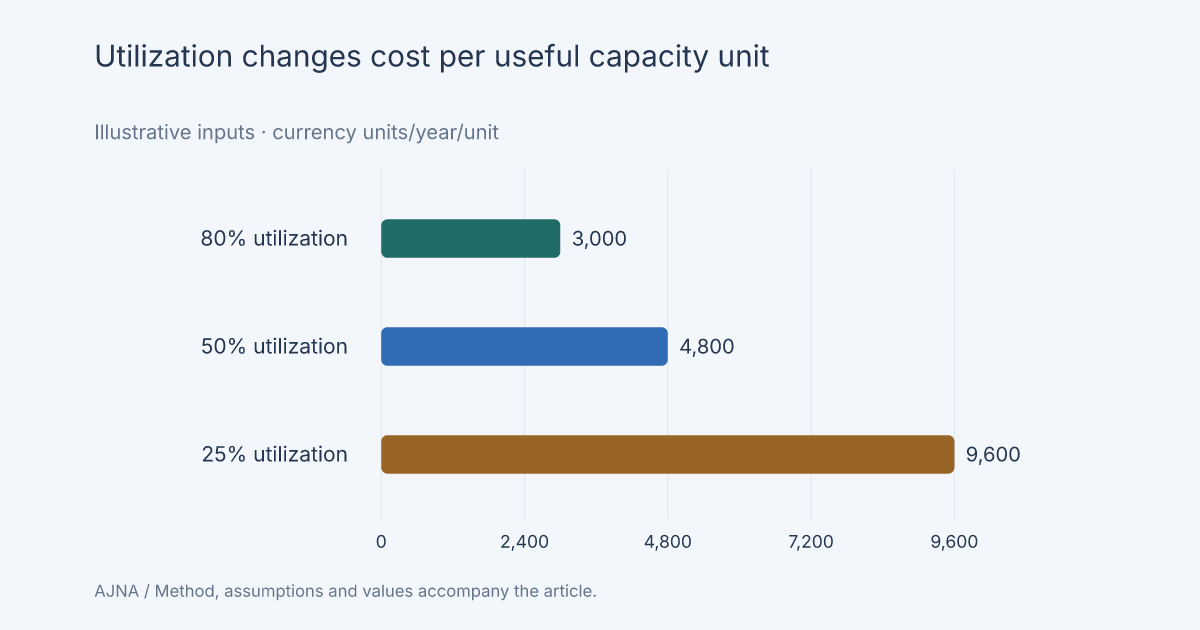 Utilization changes cost per useful capacity unit
Illustrative inputs · currency units/year/unit
80% utilization 3,000
50% utilization 4,800
25% utilization 9,600
0 2,400 4,800 7,200 9,600
AJNA / Method, assumptions and values accompany the article.